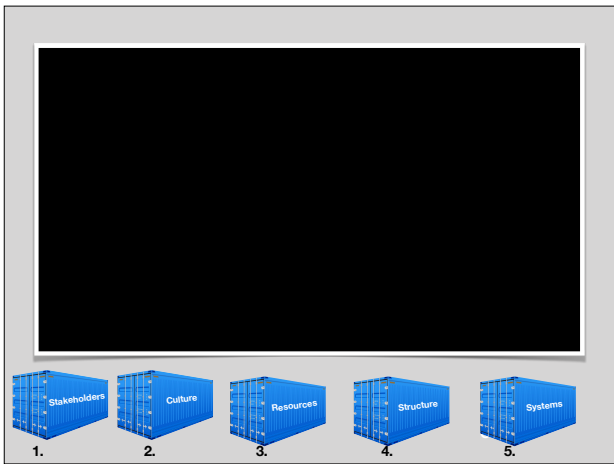 Stakeholders
Culture
Resources
Structure
Systems
1.
2.
3.
4.
5.